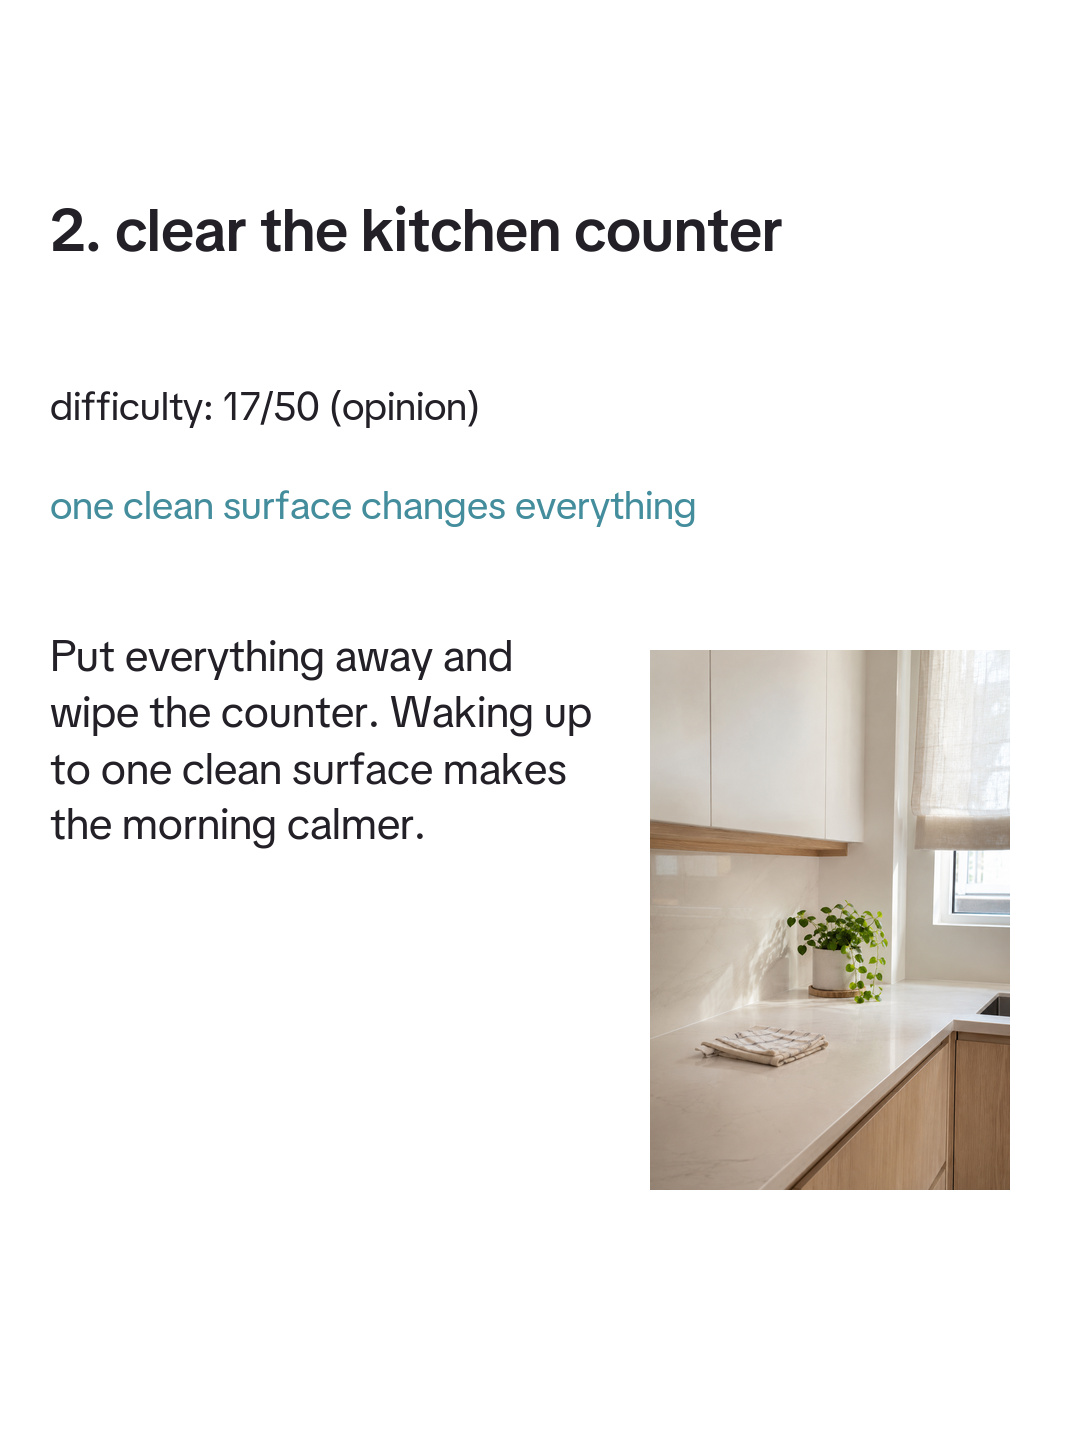 2. clear the kitchen counter
difficulty: 17/50 (opinion)
one clean surface changes everything
Put everything away and
wipe the counter. Waking up
to one clean surface makes
the morning calmer.